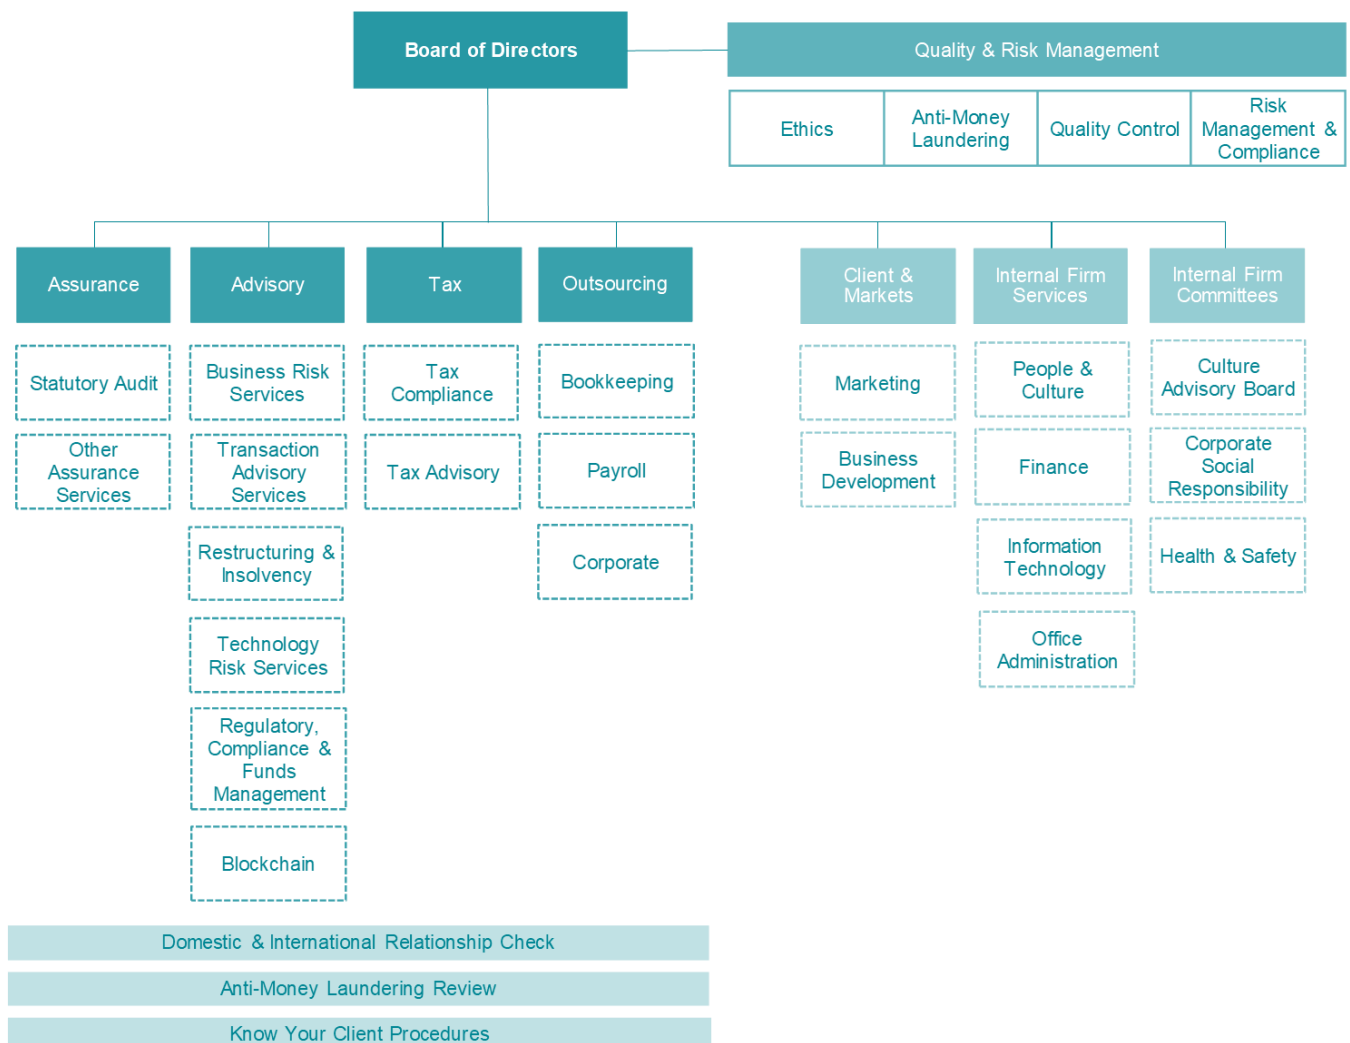 Board of Directors
Quality & Risk Management
Ethics
Anti-Money
Laundering
Quality Control
Risk
Management &
Compliance
Assurance
Advisory
Tax
Outsourcing
Client &
Markets
Internal Firm
Services
Internal Firm
Committees
Statutory Audit
Other
Assurance
Services
Business Risk
Services
Transaction
Advisory
Services
Restructuring &
Insolvency
Technology
Risk Services
Regulatory,
Compliance &
Funds
Management
Blockchain
Tax
Compliance
Tax Advisory
Bookkeeping
Payroll
Corporate
Marketing
Business
Development
People &
Culture
Finance
Information
Technology
Office
Administration
Culture
Advisory Board
Corporate
Social
Responsibility
Health & Safety
Domestic & International Relationship Check
Anti-Money Laundering Review
Know Your Client Procedures